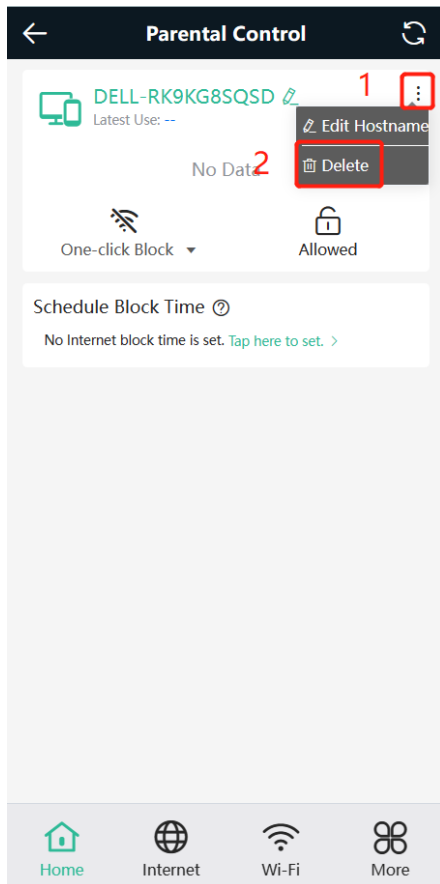 Parental Control
1
DELL-RK9KG8SQSD
Latest Use: --
Edit Hostname
2
Delete
No Data
One-click Block
Allowed
Schedule Block Time
No Internet block time is set. Tap here to set. >
Home
Internet
Wi-Fi
More